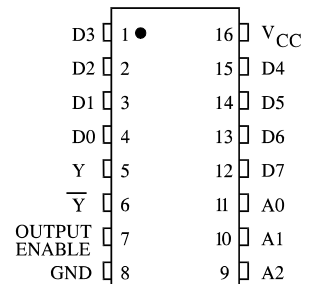 D3 1 16 VCC
D2 2 15 D4
D1 3 14 D5
D0 4 13 D6
Y 5 12 D7
Y̅ 6 11 A0
OUTPUT
ENABLE 7 10 A1
GND 8 9 A2